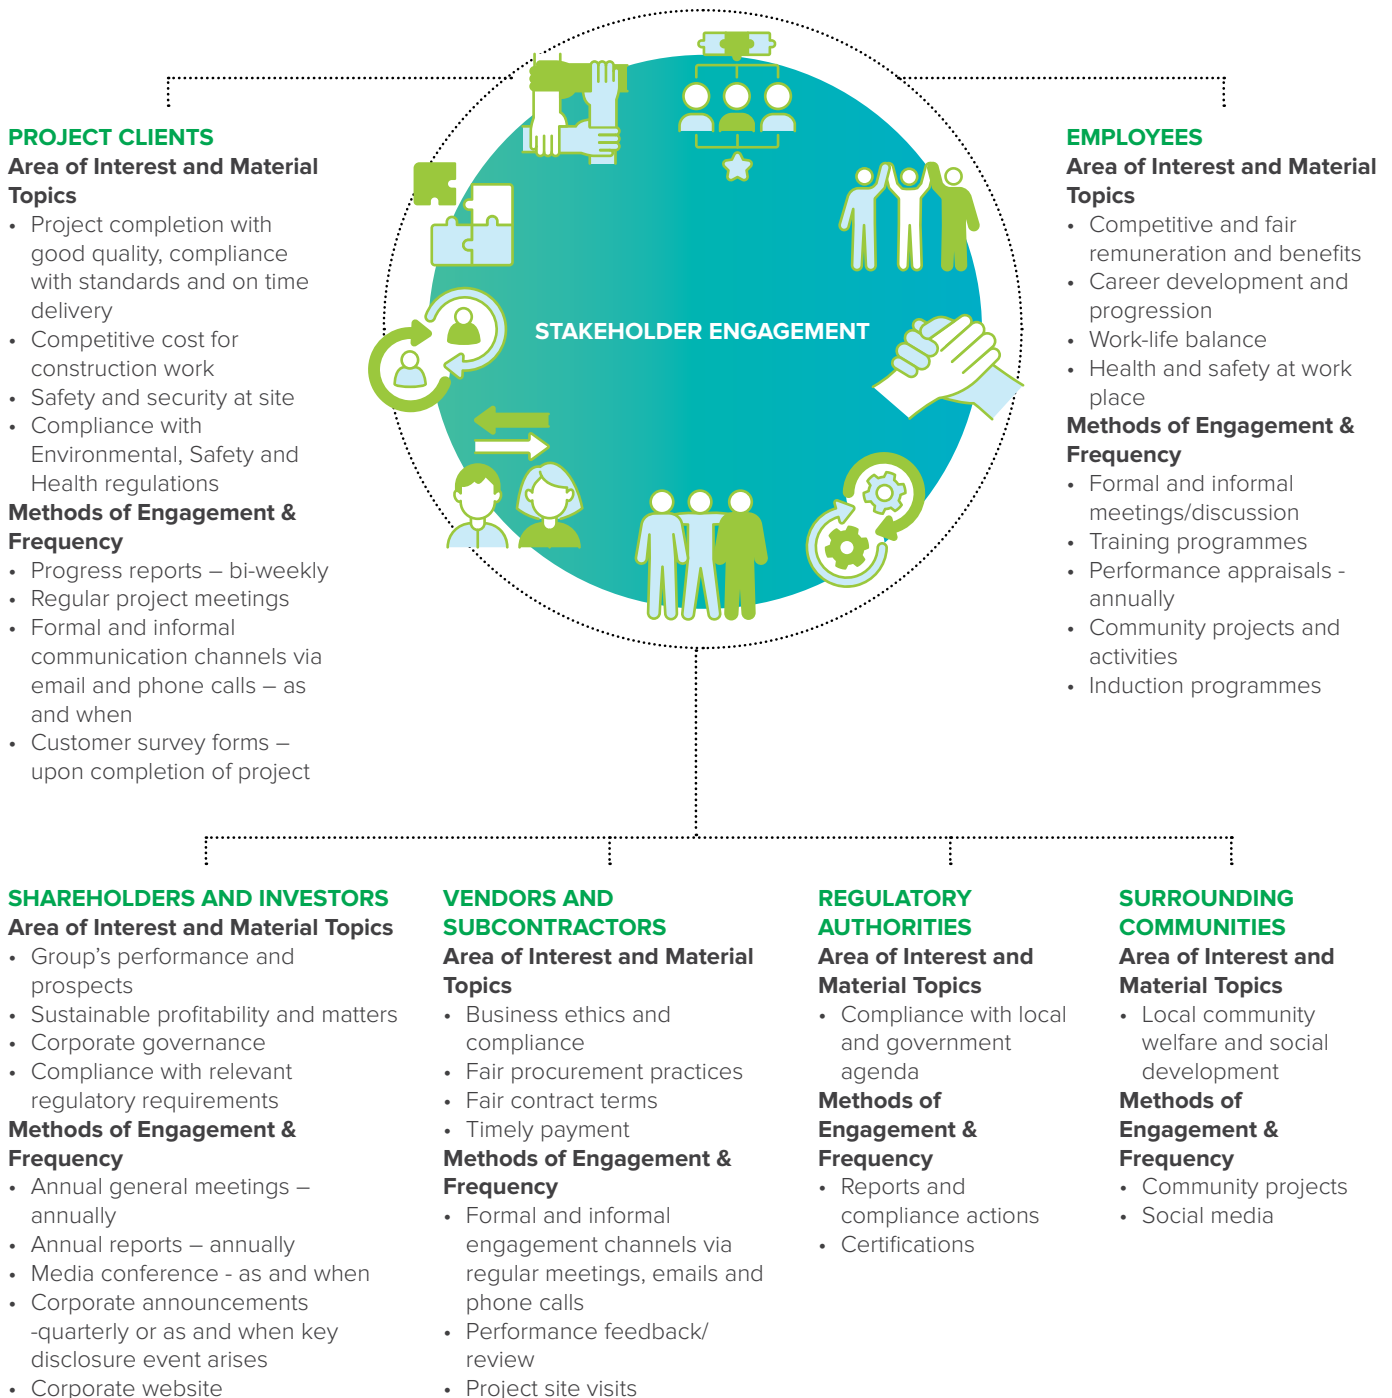 STAKEHOLDER ENGAGEMENT
PROJECT CLIENTS
Area of Interest and Material
Topics
• Project completion with
good quality, compliance
with standards and on time
delivery
• Competitive cost for
construction work
• Safety and security at site
• Compliance with
Environmental, Safety and
Health regulations
Methods of Engagement &
Frequency
• Progress reports – bi-weekly
• Regular project meetings
• Formal and informal
communication channels via
email and phone calls – as
and when
• Customer survey forms –
upon completion of project
EMPLOYEES
Area of Interest and Material
Topics
• Competitive and fair
remuneration and benefits
• Career development and
progression
• Work-life balance
• Health and safety at work
place
Methods of Engagement &
Frequency
• Formal and informal
meetings/discussion
• Training programmes
• Performance appraisals -
annually
• Community projects and
activities
• Induction programmes
SHAREHOLDERS AND INVESTORS
Area of Interest and Material Topics
• Group's performance and
prospects
• Sustainable profitability and matters
• Corporate governance
• Compliance with relevant
regulatory requirements
Methods of Engagement &
Frequency
• Annual general meetings –
annually
• Annual reports – annually
• Media conference - as and when
• Corporate announcements
-quarterly or as and when key
disclosure event arises
• Corporate website
VENDORS AND
SUBCONTRACTORS
Area of Interest and Material
Topics
• Business ethics and
compliance
• Fair procurement practices
• Fair contract terms
• Timely payment
Methods of Engagement &
Frequency
• Formal and informal
engagement channels via
regular meetings, emails and
phone calls
• Performance feedback/
review
• Project site visits
REGULATORY
AUTHORITIES
Area of Interest and
Material Topics
• Compliance with local
and government
agenda
Methods of
Engagement &
Frequency
• Reports and
compliance actions
• Certifications
SURROUNDING
COMMUNITIES
Area of Interest and
Material Topics
• Local community
welfare and social
development
Methods of
Engagement &
Frequency
• Community projects
• Social media